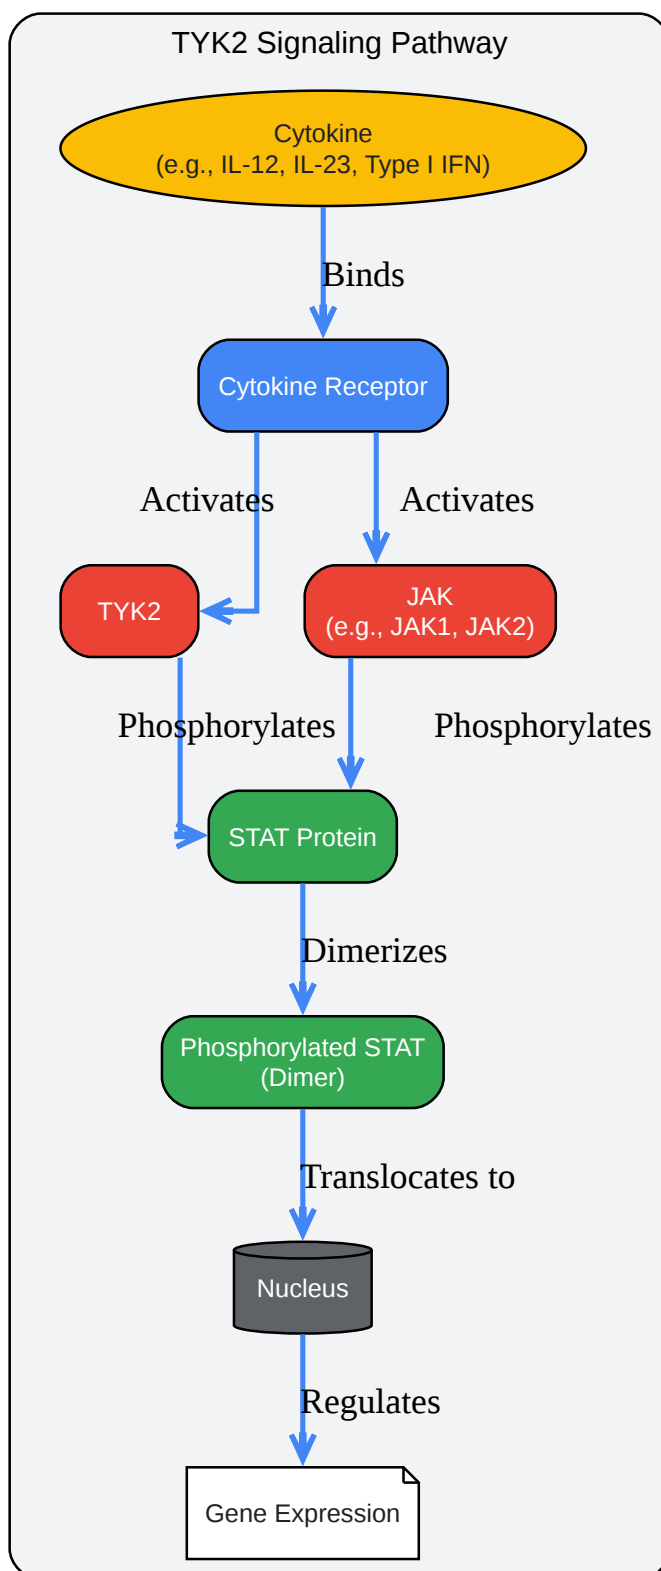 TYK2 Signaling Pathway
Cytokine
(e.g., IL-12, IL-23, Type I IFN)
Binds
Cytokine Receptor
Activates
Activates
TYK2
JAK
(e.g., JAK1, JAK2)
Phosphorylates
Phosphorylates
STAT Protein
Dimerizes
Phosphorylated STAT
(Dimer)
Translocates to
Nucleus
Regulates
Gene Expression